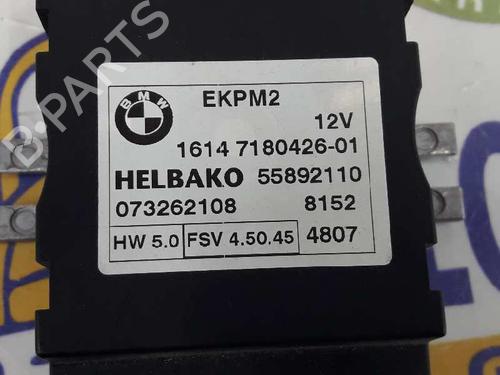 BMW
EKPM2
12V
1614 7180426-01
HELBAKO 55892110
073262108 8152
HW 5.0 FSV 4.50.45 4807
B-PARTS